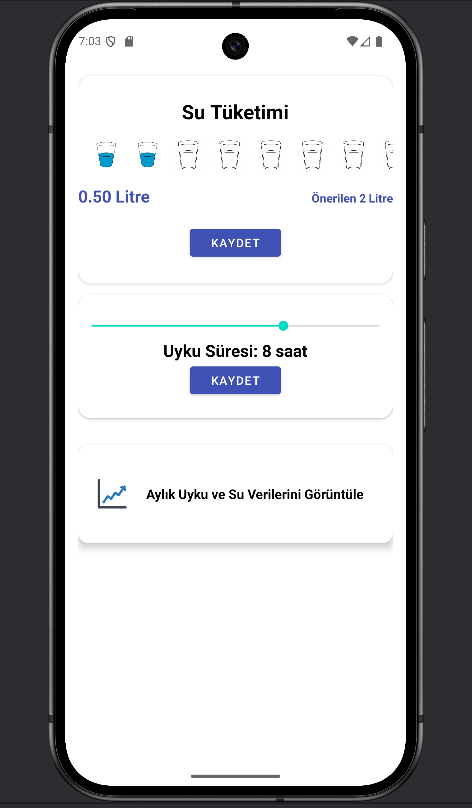 7:03
Su Tüketimi
0.50 Litre
Önerilen 2 Litre
KAYDET
Uyku Süresi: 8 saat
KAYDET
Aylık Uyku ve Su Verilerini Görüntüle